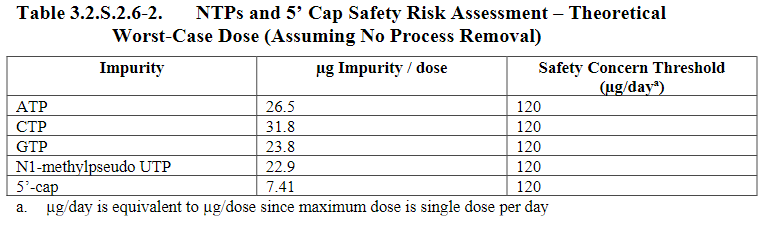 Table 3.2.S.2.6-2. NTPs and 5’ Cap Safety Risk Assessment – Theoretical
Worst-Case Dose (Assuming No Process Removal)
Impurity µg Impurity / dose Safety Concern Threshold
(µg/dayᵃ)
ATP 26.5 120
CTP 31.8 120
GTP 23.8 120
N1-methylpseudo UTP 22.9 120
5’-cap 7.41 120
a. µg/day is equivalent to µg/dose since maximum dose is single dose per day